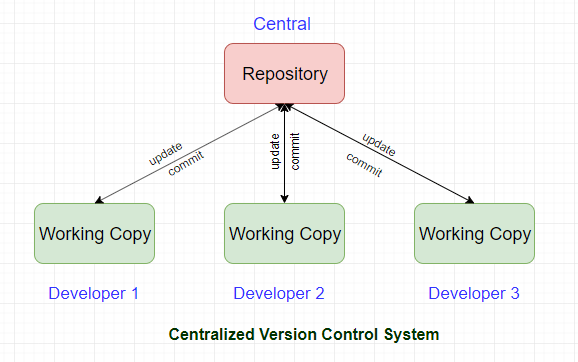 Central
Repository
update
commit
update
commit
update
commit
Working Copy
Working Copy
Working Copy
Developer 1
Developer 2
Developer 3
Centralized Version Control System